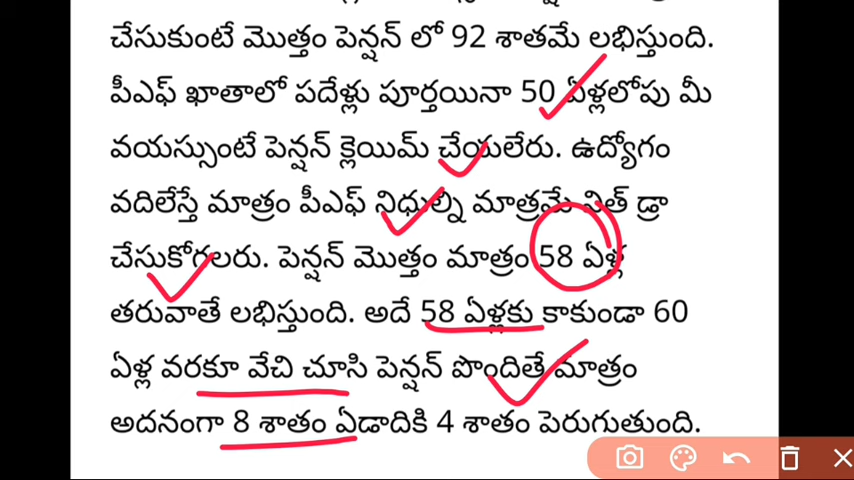 చేసుకుంటే మొత్తం పెన్షన్ లో 92 శాతమే లభిస్తుంది.
పీఎఫ్ ఖాతాలో పదేళ్లు పూర్తయినా 50 ఏళ్లలోపు మీ
వయస్సుంటే పెన్షన్ క్లెయిమ్ చేయలేరు. ఉద్యోగం
వదిలేస్తే మాత్రం పీఎఫ్ నిధుల్ని మాత్రమే విత్ డ్రా
చేసుకోగలరు. పెన్షన్ మొత్తం మాత్రం 58 ఏళ్ల
తరువాతే లభిస్తుంది. అదే 58 ఏళ్లకు కాకుండా 60
ఏళ్ల వరకూ వేచి చూసి పెన్షన్ పొందితే మాత్రం
అదనంగా 8 శాతం ఏడాదికి 4 శాతం పెరుగుతుంది.